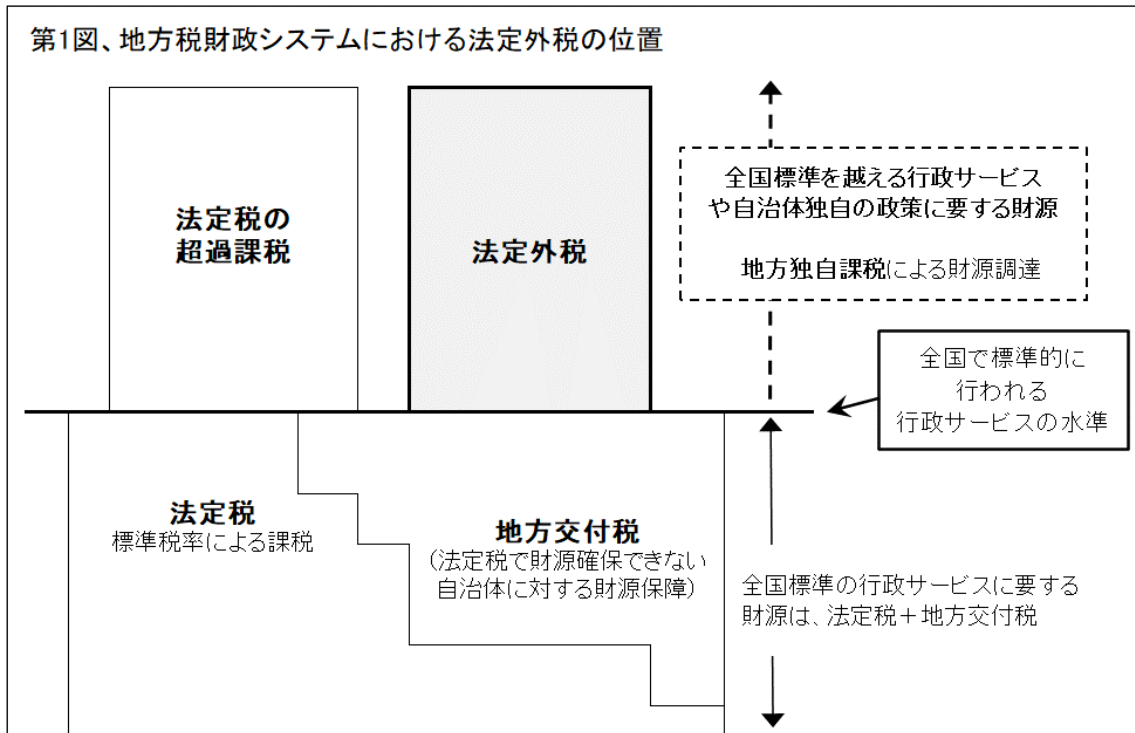 第1図、地方税財政システムにおける法定外税の位置
法定税の
超過課税
法定外税
全国標準を越える行政サービス
や自治体独自の政策に要する財源
地方独自課税による財源調達
全国で標準的に
行われる
行政サービスの水準
法定税
標準税率による課税
地方交付税
(法定税で財源確保できない
自治体に対する財源保障)
全国標準の行政サービスに要する
財源は、法定税＋地方交付税